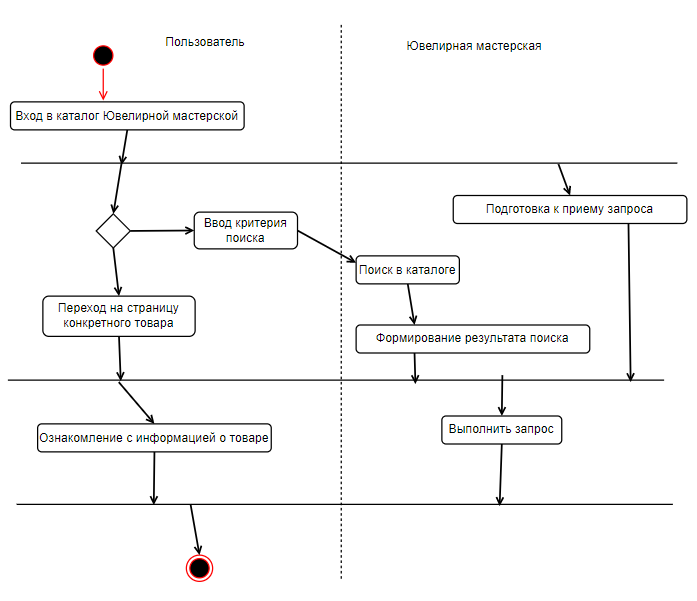 Пользователь
Ювелирная мастерская
Вход в каталог Ювелирной мастерской
Подготовка к приему запроса
Ввод критерия
поиска
Поиск в каталоге
Переход на страницу
конкретного товара
Формирование результата поиска
Ознакомление с информацией о товаре
Выполнить запрос